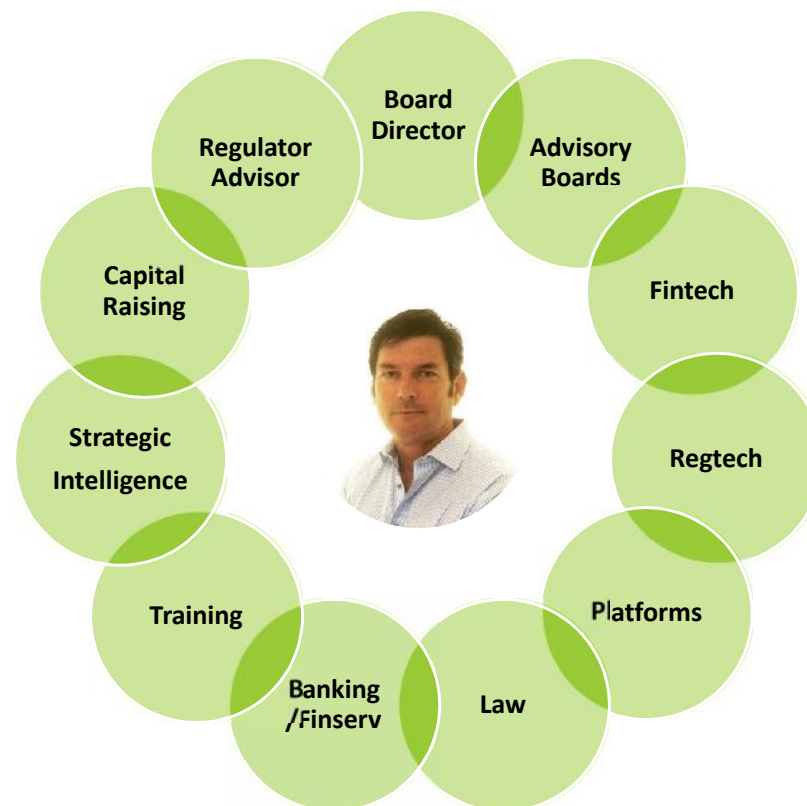 Board
Director
Advisory
Boards
Fintech
Regtech
Platforms
Law
Banking
/Finserv
Training
Strategic
Intelligence
Capital
Raising
Regulator
Advisor